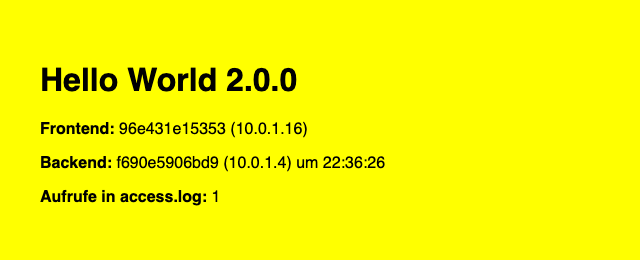 Hello World 2.0.0
Frontend: 96e431e15353 (10.0.1.16)
Backend: f690e5906bd9 (10.0.1.4) um 22:36:26
Aufrufe in access.log: 1